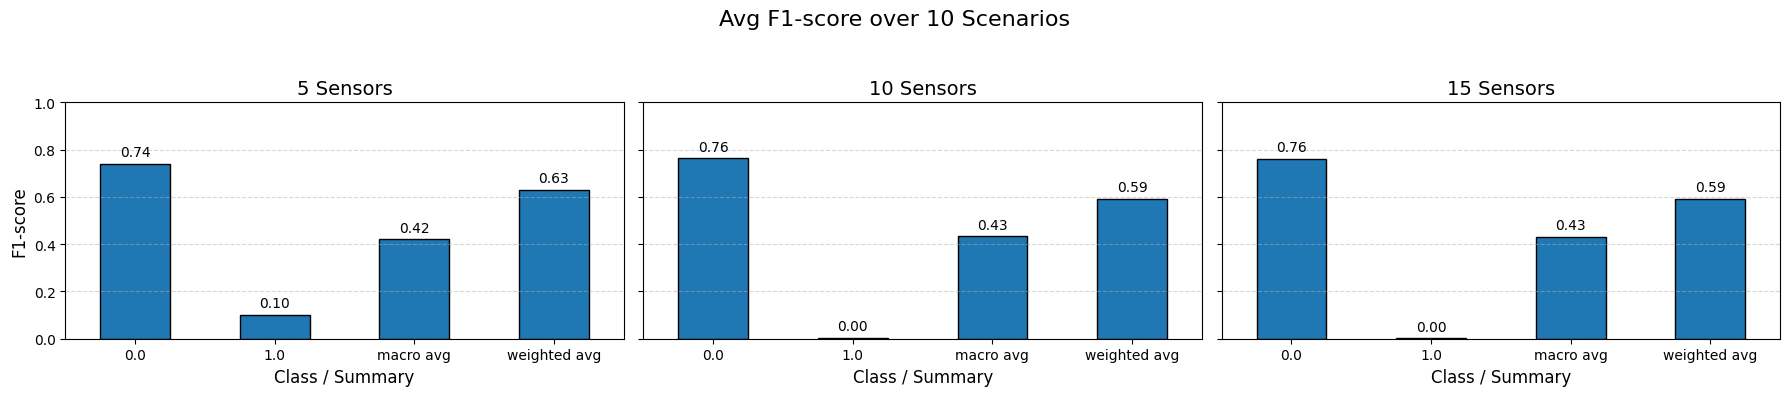 Avg F1-score over 10 Scenarios
5 Sensors
F1-score
1.0
0.8
0.6
0.4
0.2
0.0
0.74
0.10
0.42
0.63
0.0 1.0 macro avg weighted avg
Class / Summary
10 Sensors
0.76
0.00
0.43
0.59
0.0 1.0 macro avg weighted avg
Class / Summary
15 Sensors
0.76
0.00
0.43
0.59
0.0 1.0 macro avg weighted avg
Class / Summary